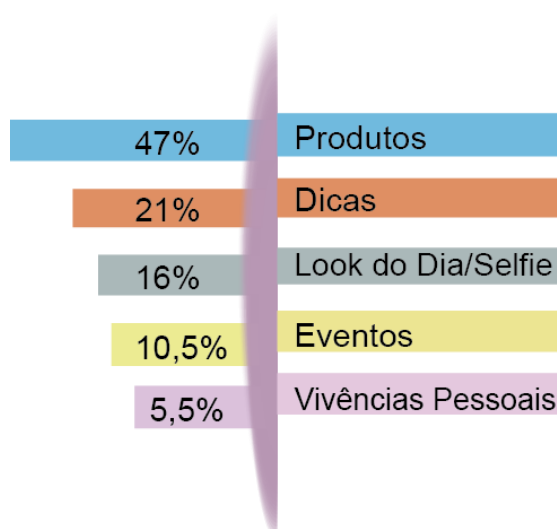 47% Produtos
21% Dicas
16% Look do Dia/Selfie
10,5% Eventos
5,5% Vivências Pessoais